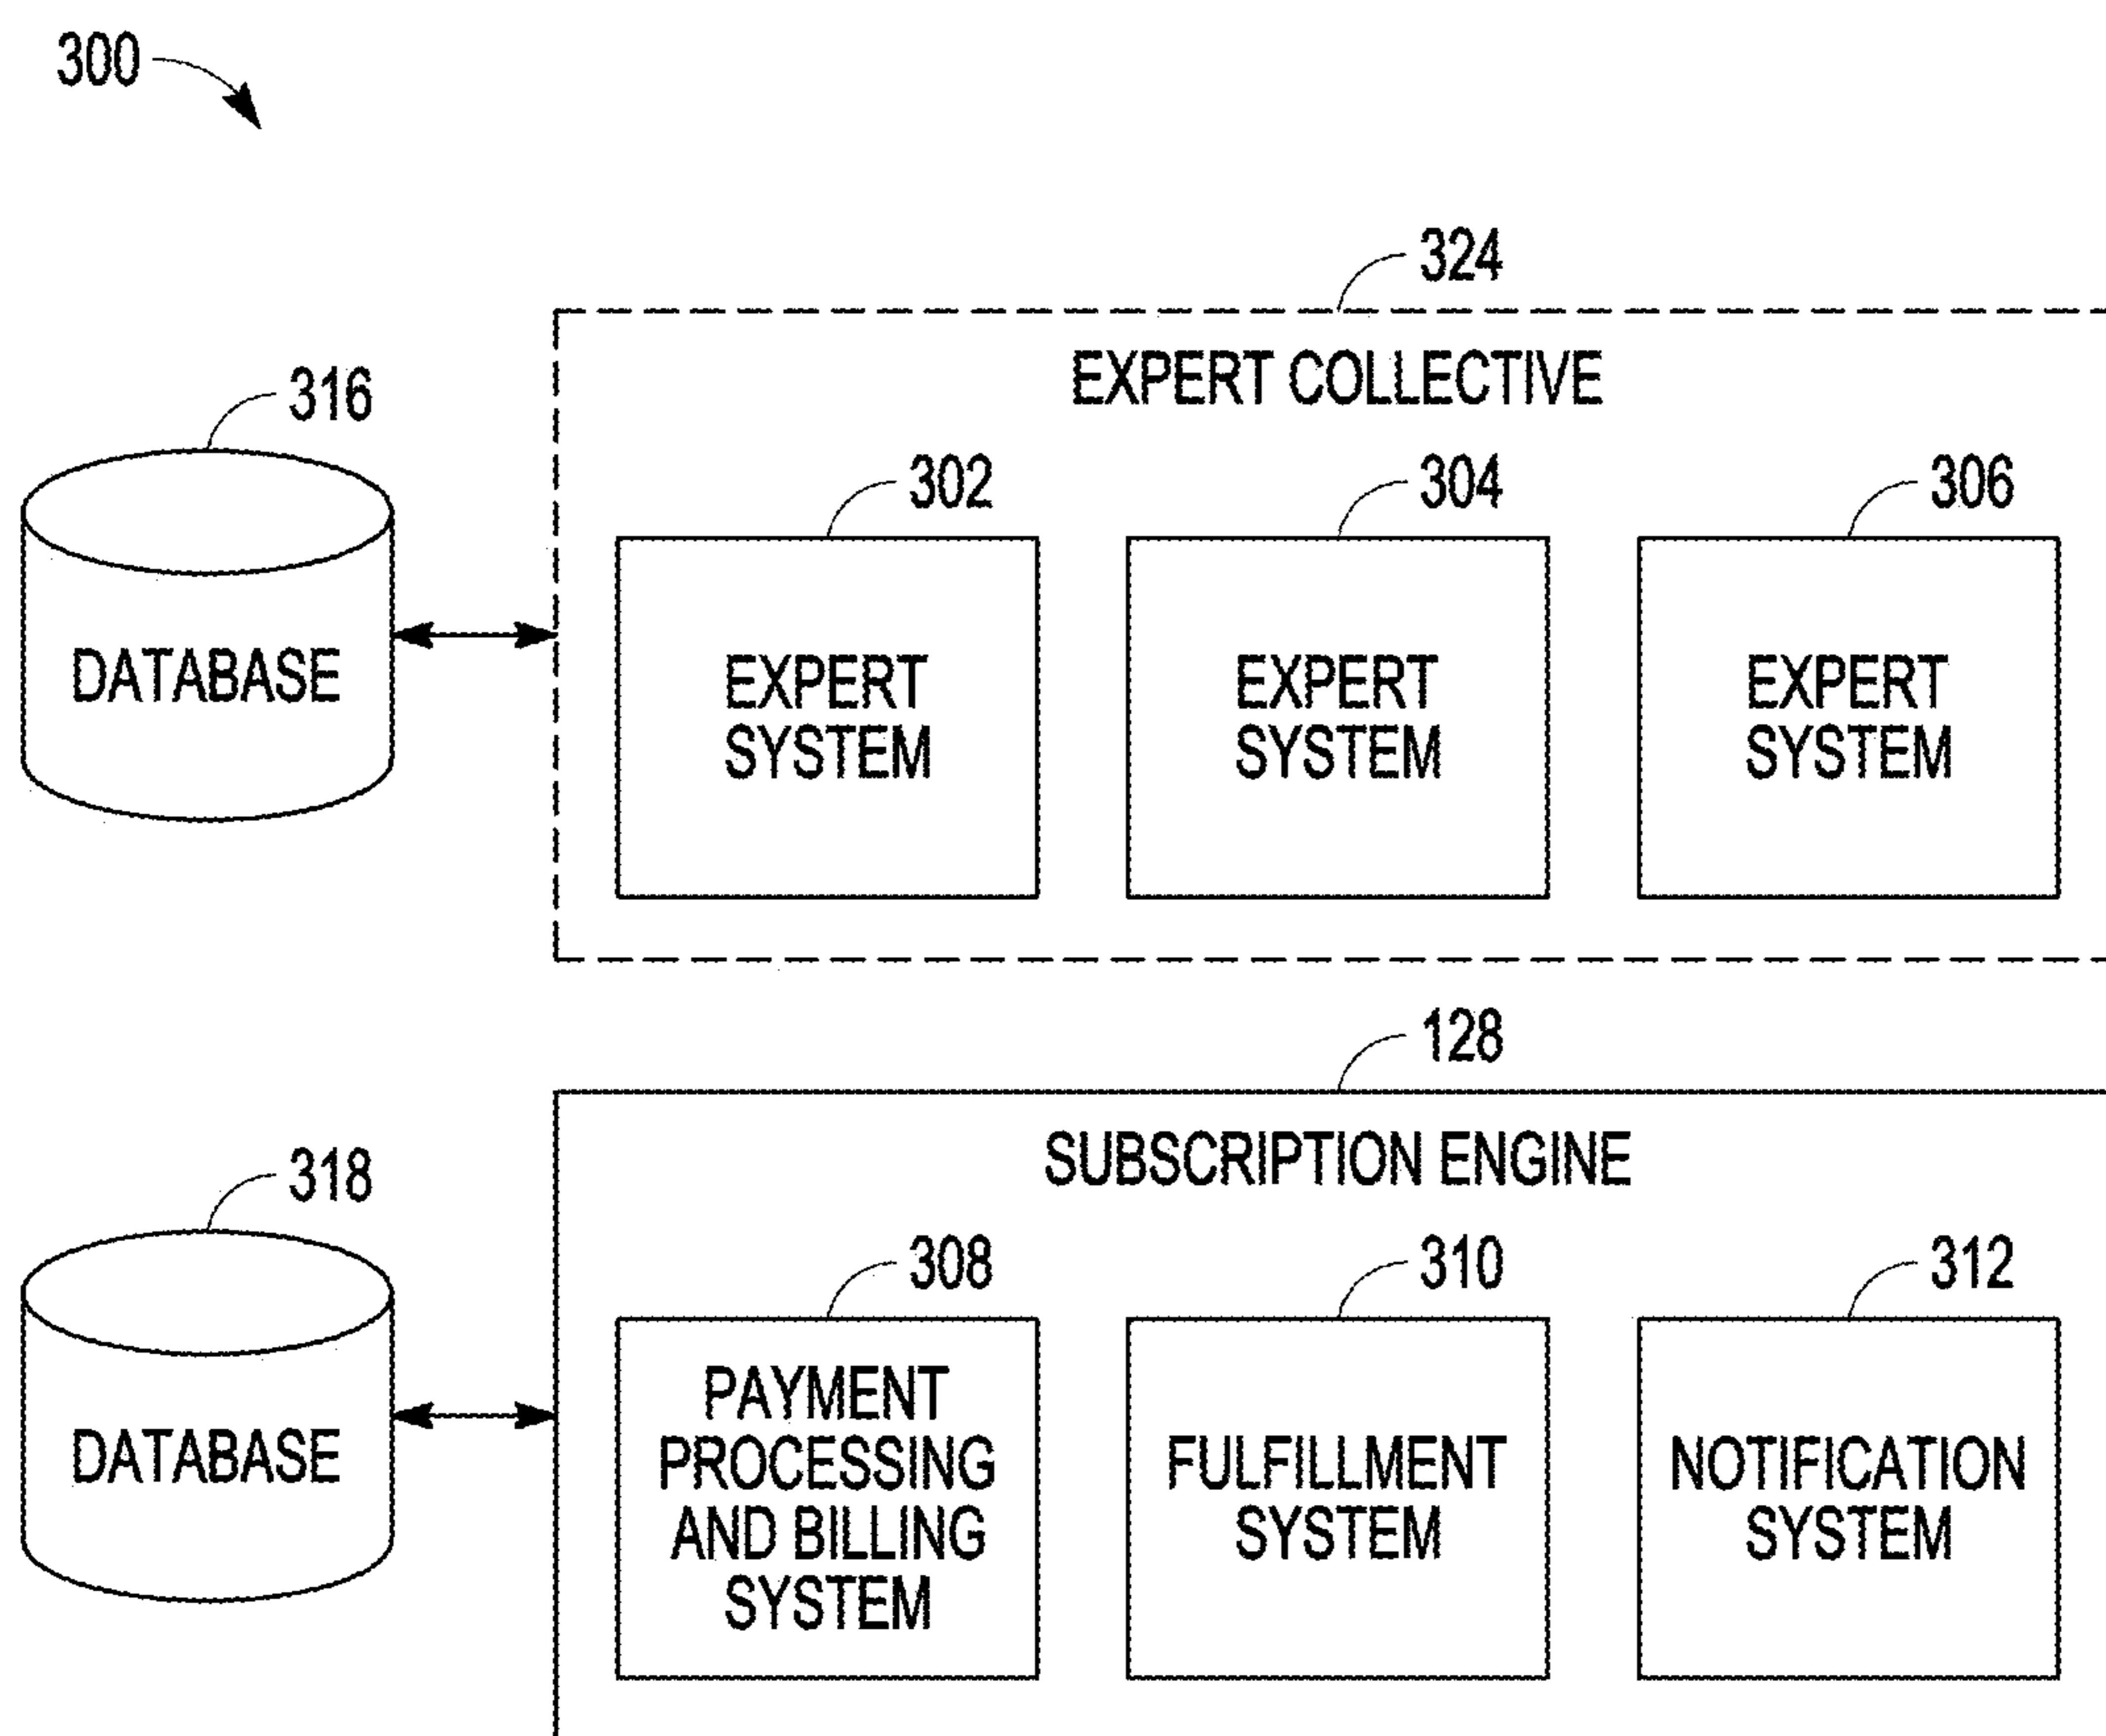 300
324
EXPERT COLLECTIVE
316
302
304
306
DATABASE
EXPERT
SYSTEM
EXPERT
SYSTEM
EXPERT
SYSTEM
128
SUBSCRIPTION ENGINE
318
308
310
312
DATABASE
PAYMENT
PROCESSING
AND BILLING
SYSTEM
FULFILLMENT
SYSTEM
NOTIFICATION
SYSTEM